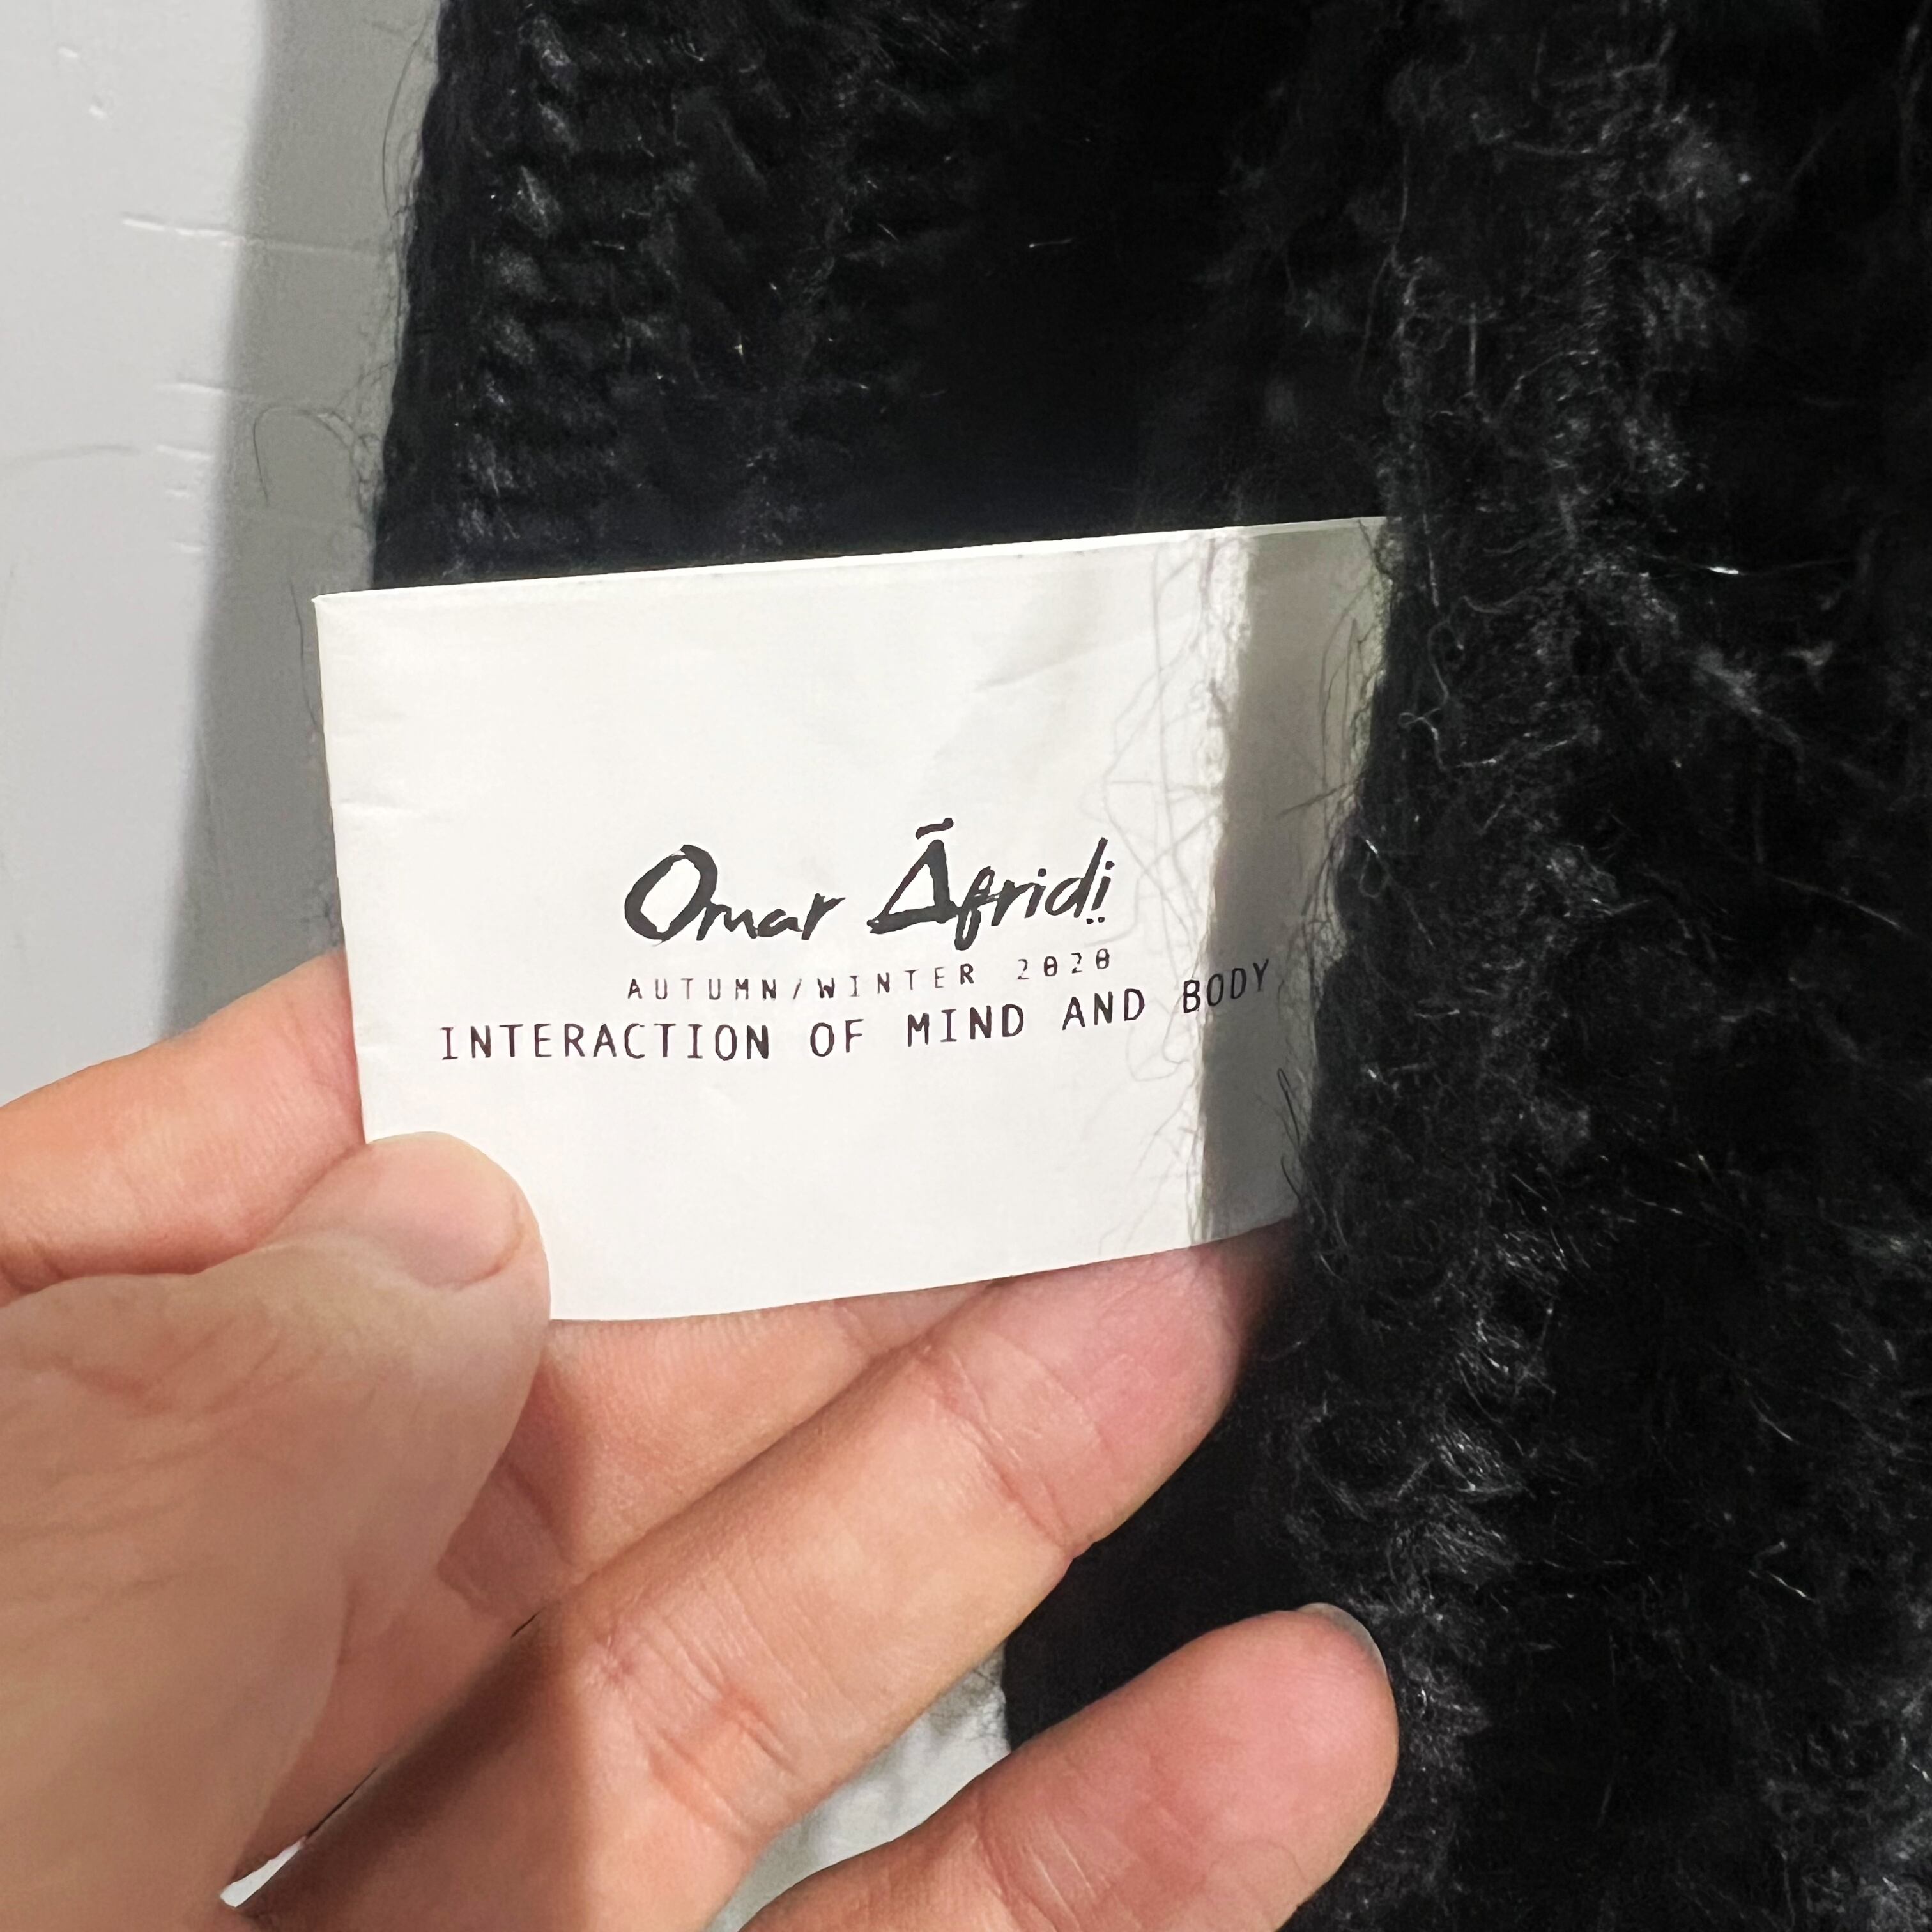 Omar Āfridi̤
AUTUMN/WINTER 2020
INTERACTION OF MIND AND BODY